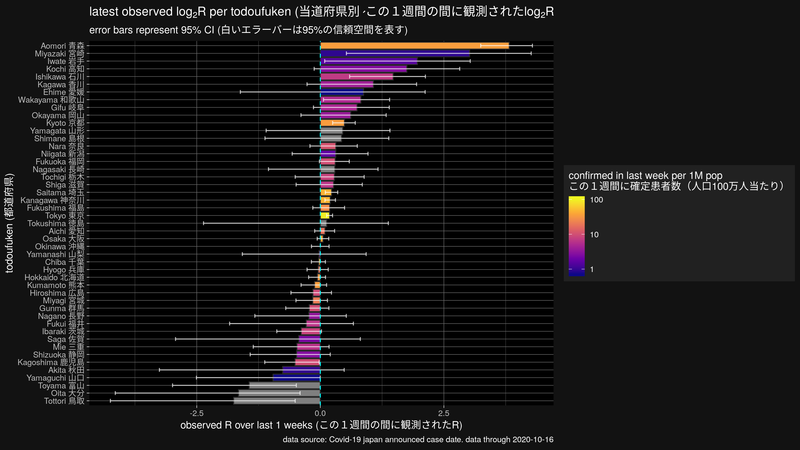 latest observed log₂R per todoufuken (当道府県別 -この１週間の間に観測されたlog₂R
error bars represent 95% CI (白いエラーバーは95%の信頼空間を表す)
Aomori 青森
Miyazaki 宮崎
Iwate 岩手
Kochi 高知
Ishikawa 石川
Kagawa 香川
Ehime 愛媛
Wakayama 和歌山
Gifu 岐阜
Okayama 岡山
Kyoto 京都
Yamagata 山形
Shimane 島根
Nara 奈良
Niigata 新潟
Fukuoka 福岡
Nagasaki 長崎
Tochigi 栃木
Shiga 滋賀
Saitama 埼玉
Kanagawa 神奈川
Fukushima 福島
Tokyo 東京
Tokushima 徳島
Aichi 愛知
Osaka 大阪
Okinawa 沖縄
Yamanashi 山梨
Chiba 千葉
Hyogo 兵庫
Hokkaido 北海道
Kumamoto 熊本
Hiroshima 広島
Miyagi 宮城
Gunma 群馬
Nagano 長野
Fukui 福井
Ibaraki 茨城
Saga 佐賀
Mie 三重
Shizuoka 静岡
Kagoshima 鹿児島
Akita 秋田
Yamaguchi 山口
Toyama 富山
Oita 大分
Tottori 鳥取
todoufuken (都道府県)
-2.5 0.0 2.5
observed R over last 1 weeks (この１週間の間に観測されたR)
data source: Covid-19 japan announced case date. data through 2020-10-16
confirmed in last week per 1M pop
この１週間に確定患者数（人口100万人当たり）
100
10
1